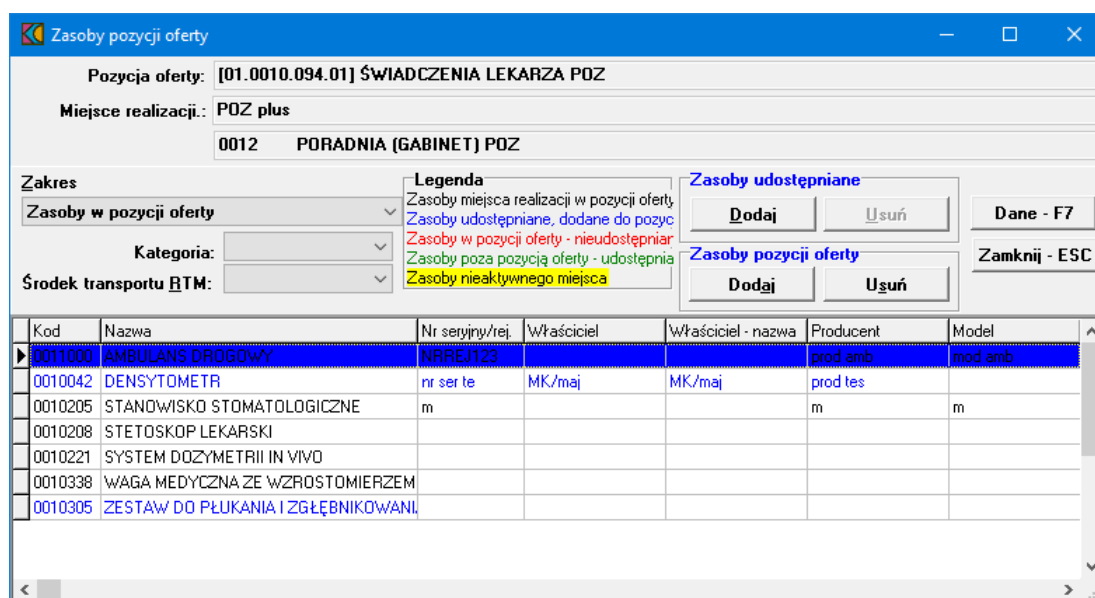 Zasoby pozycji oferty
Pozycja oferty: [01.0010.094.01] ŚWIADCZENIA LEKARZA POZ
Miejsce realizacji.: POZ plus
0012 PORADNIA (GABINET) POZ
Zakres
Zasoby w pozycji oferty
Kategoria:
Środek transportu RTM:
Legenda
Zasoby miejsca realizacji w pozycji oferty
Zasoby udostępniane, dodane do pozyc
Zasoby w pozycji oferty - nieudostępniar
Zasoby poza pozycją oferty - udostępnia
Zasoby nieaktywnego miejsca
Zasoby udostępniane
Dodaj Usuń
Zasoby pozycji oferty
Dodaj Usuń
Dane - F7
Zamknij - ESC
Kod Nazwa Nr seryjny/rej. Właściciel Właściciel - nazwa Producent Model
0011000 AMBULANS DROGOWY NRREJ123 prod amb mod amb
0010042 DENSYTOMETR nr ser te MK/maj MK/maj prod tes
0010205 STANOWISKO STOMATOLOGICZNE m m m
0010208 STETOSKOP LEKARSKI
0010221 SYSTEM DOZYMETRII IN VIVO
0010338 WAGA MEDYCZNA ZE WZROSTOMIERZEM
0010305 ZESTAW DO PŁUKANIA I ZGŁĘBNIKOWANIA